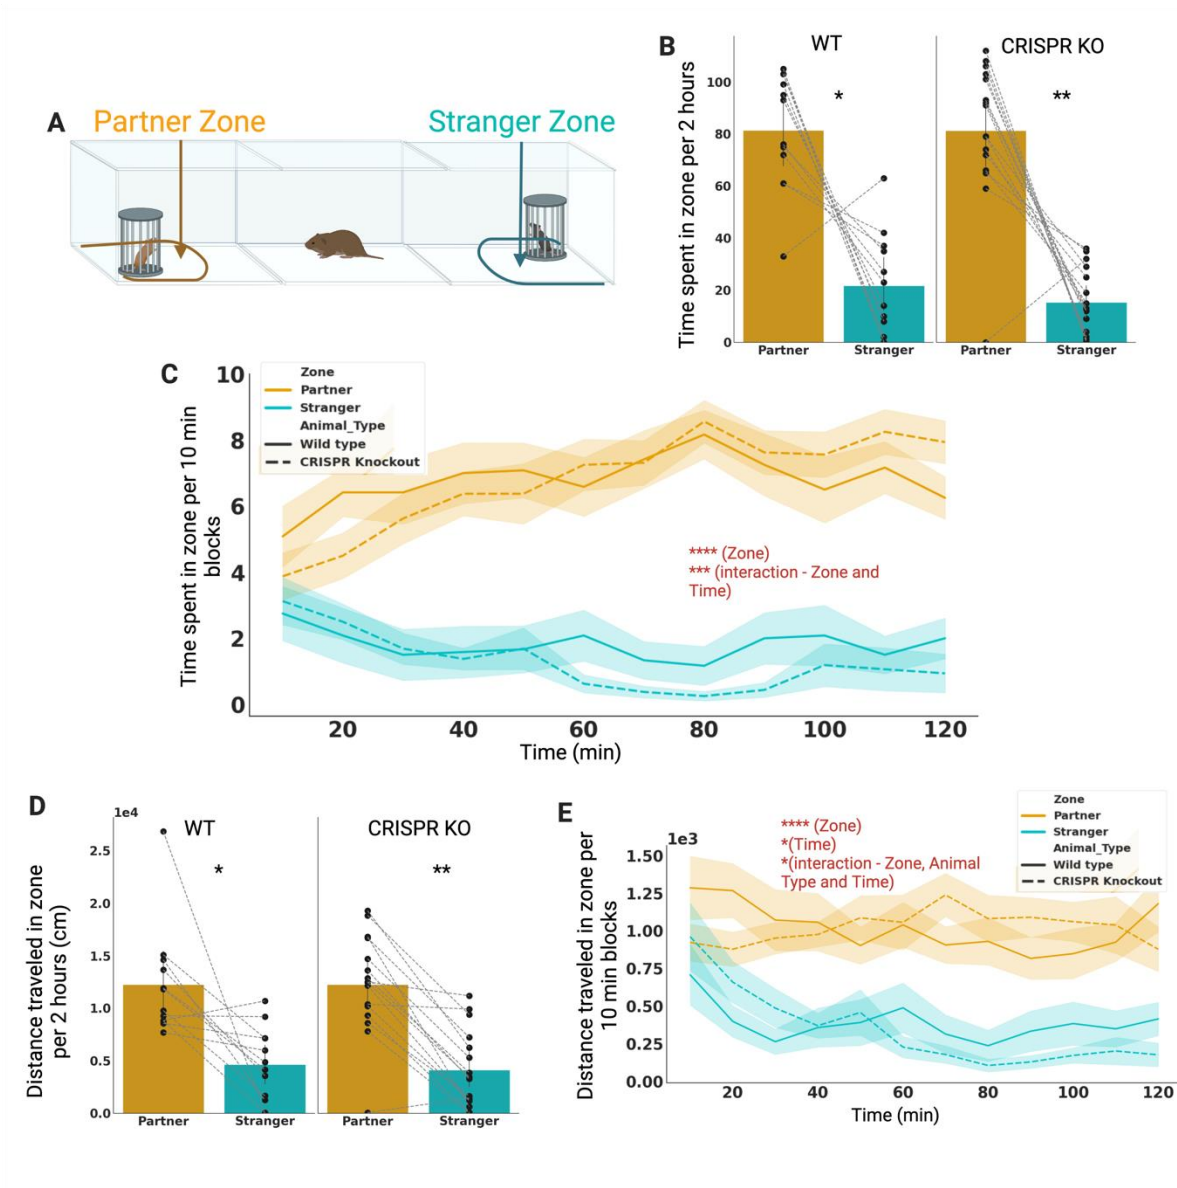 A
Partner Zone
Stranger Zone
B
WT
CRISPR KO
Time spent in zone per 2 hours
100
80
60
40
20
0
*
**
Partner
Stranger
Partner
Stranger
C
Time spent in zone per 10 min
blocks
10
8
6
4
2
0
Zone
Partner
Stranger
Animal_Type
Wild type
CRISPR Knockout
**** (Zone)
*** (interaction - Zone and
Time)
20
40
60
80
100
120
Time (min)
D
1e4
WT
CRISPR KO
Distance traveled in zone
per 2 hours (cm)
2.5
2.0
1.5
1.0
0.5
0.0
*
**
Partner
Stranger
Partner
Stranger
E
1e3
Distance traveled in zone per
10 min blocks
1.50
1.25
1.00
0.75
0.50
0.25
0.00
**** (Zone)
*(Time)
*(interaction - Zone, Animal
Type and Time)
Zone
Partner
Stranger
Animal_Type
Wild type
CRISPR Knockout
20
40
60
80
100
120
Time (min)